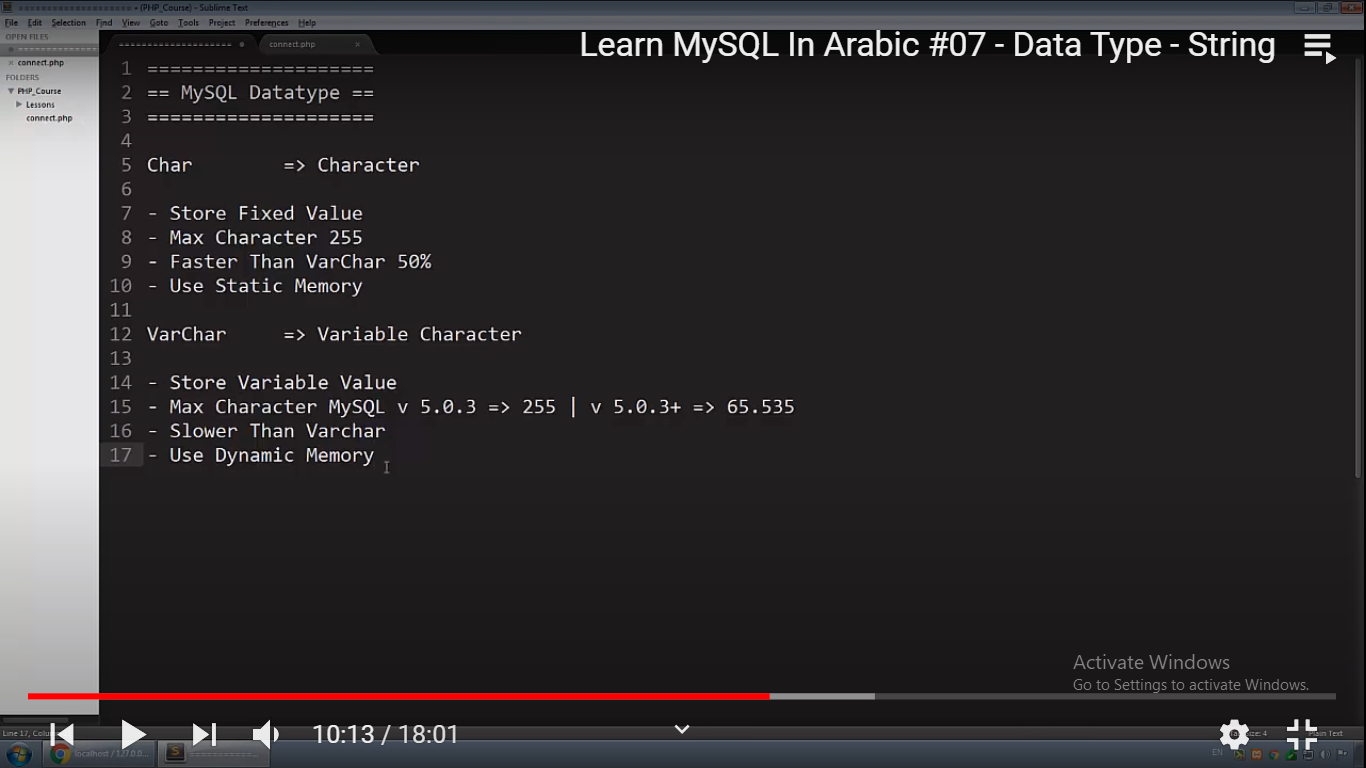 • (PHP_Course) - Sublime Text
File Edit Selection Find View Goto Tools Project Preferences Help
OPEN FILES
connect.php
FOLDERS
PHP_Course
Lessons
connect.php
==================== connect.php
Learn MySQL In Arabic #07 - Data Type - String
1 ====================
2 == MySQL Datatype ==
3 ====================
4
5 Char => Character
6
7 - Store Fixed Value
8 - Max Character 255
9 - Faster Than VarChar 50%
10 - Use Static Memory
11
12 VarChar => Variable Character
13
14 - Store Variable Value
15 - Max Character MySQL v 5.0.3 => 255 | v 5.0.3+ => 65.535
16 - Slower Than Varchar
17 - Use Dynamic Memory
Activate Windows
Go to Settings to activate Windows.
10:13 / 18:01
Line 17,
Size: 4
Plain Text
localhost / 127.0.0...
EN